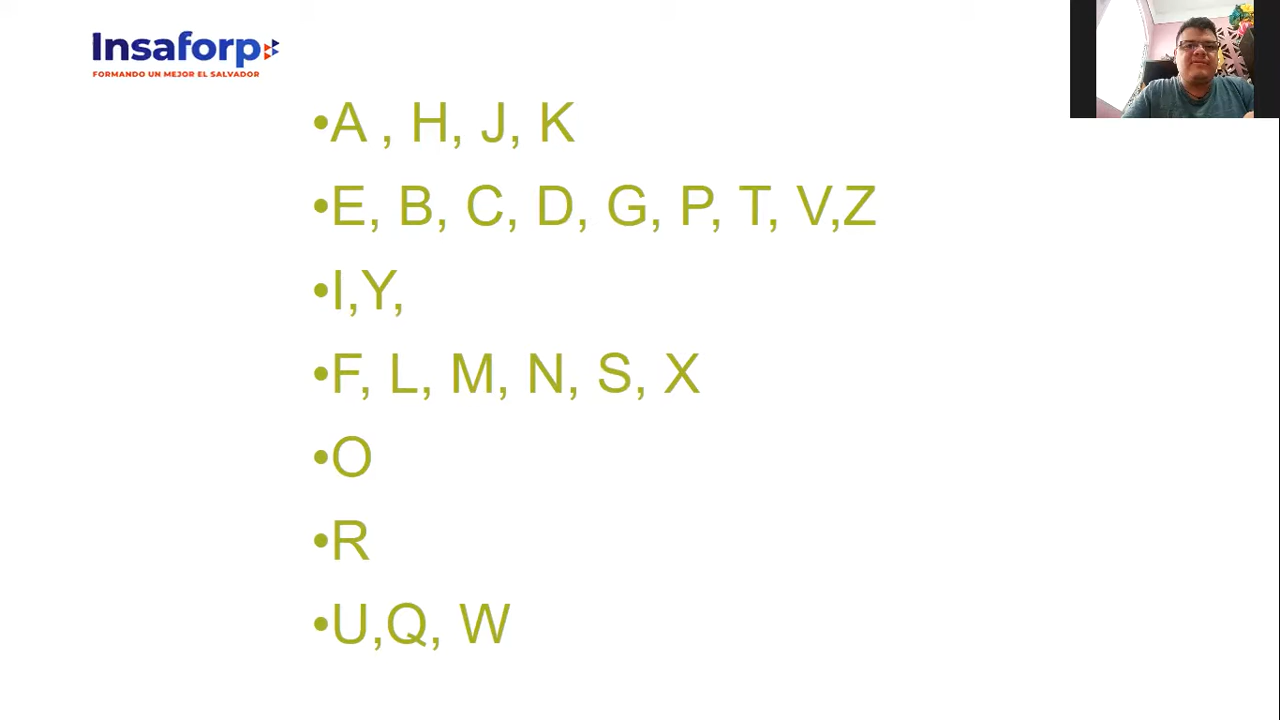 Insaforp
FORMANDO UN MEJOR EL SALVADOR
•A , H, J, K
•E, B, C, D, G, P, T, V,Z
•I,Y,
•F, L, M, N, S, X
•O
•R
•U,Q, W